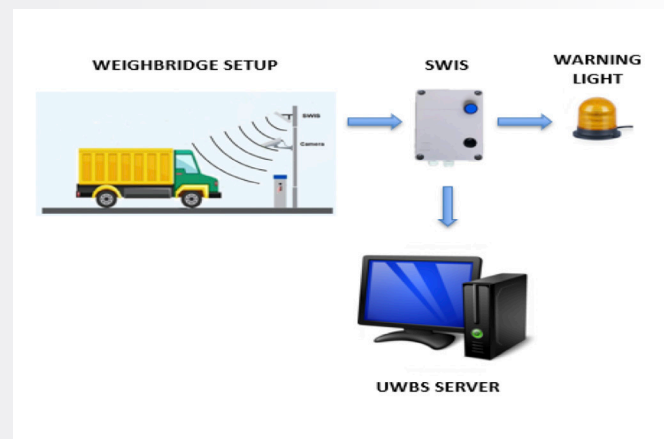 WEIGHBRIDGE SETUP
SWIS
WARNING
LIGHT
SWIS
Camera
UWBS SERVER